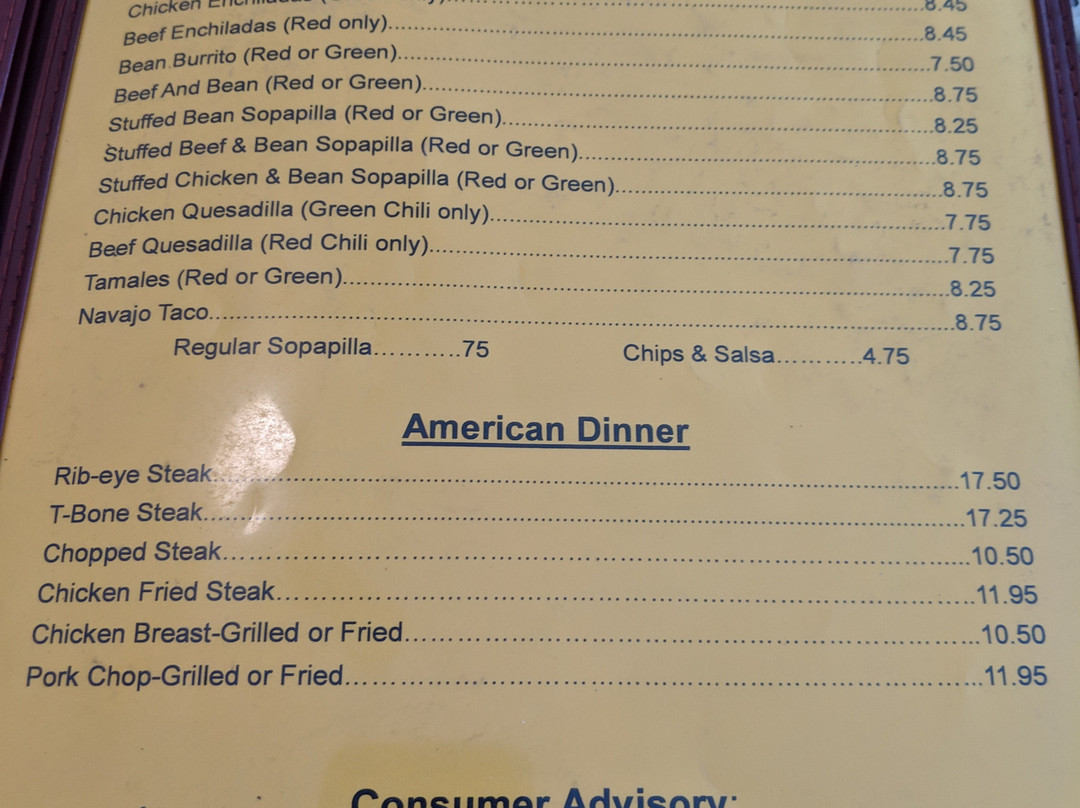 Chicken Enchiladas
8.45
Beef Enchiladas (Red only)........8.45
Bean Burrito (Red or Green)........7.50
Beef And Bean (Red or Green)........8.75
Stuffed Bean Sopapilla (Red or Green)........8.25
Stuffed Beef & Bean Sopapilla (Red or Green)........8.75
Stuffed Chicken & Bean Sopapilla (Red or Green)........8.75
Chicken Quesadilla (Green Chili only)........7.75
Beef Quesadilla (Red Chili only)........7.75
Tamales (Red or Green)........8.25
Navajo Taco........8.75
Regular Sopapilla...........75 Chips & Salsa...........4.75
American Dinner
Rib-eye Steak........17.50
T-Bone Steak........17.25
Chopped Steak........10.50
Chicken Fried Steak........11.95
Chicken Breast-Grilled or Fried........10.50
Pork Chop-Grilled or Fried........11.95
Consumer Advisory: